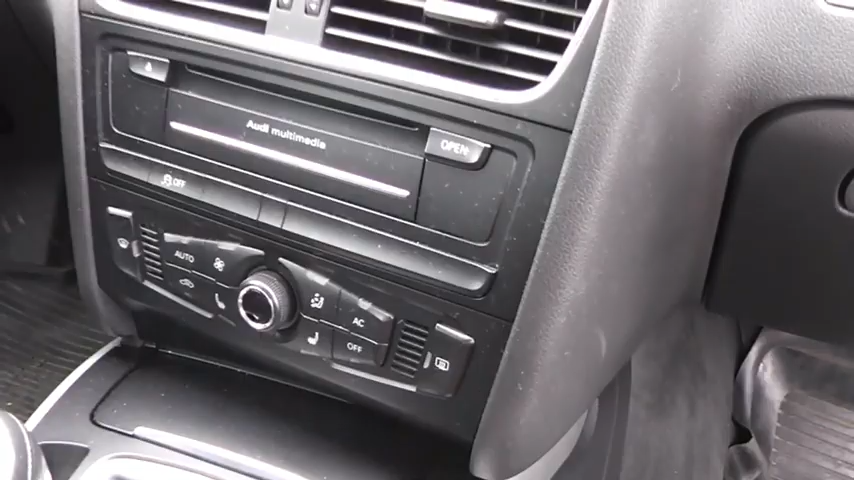 Audi multimedia
OPEN
OFF
AUTO
AC
OFF